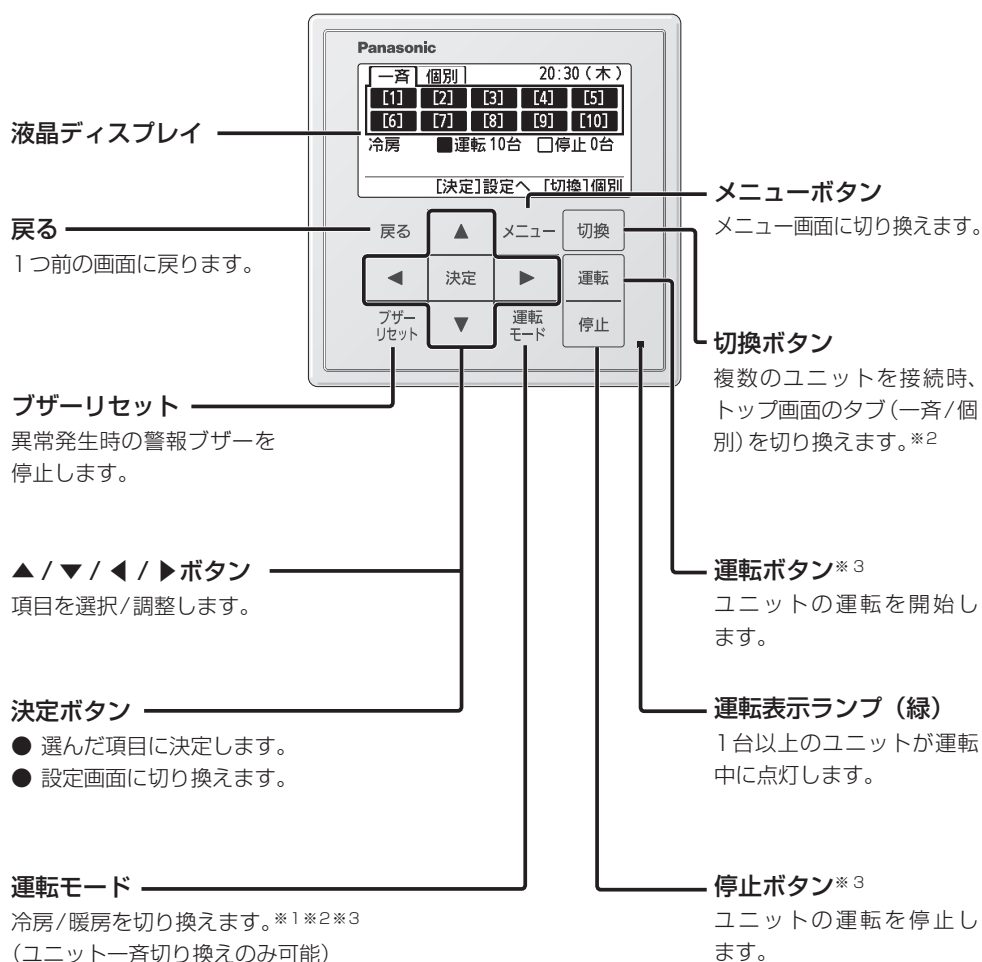 Panasonic
一斉 個別 20:30 (木)
[1] [2] [3] [4] [5]
[6] [7] [8] [9] [10]
冷房 ■運転 10台 □停止 0台
[決定]設定へ [切換]個別
戻る ▲ メニュー 切換
◀ 決定 ▶ 運転
ブザー
リセット
▼
運転
モード
停止
液晶ディスプレイ
戻る
1つ前の画面に戻ります。
ブザーリセット
異常発生時の警報ブザーを
停止します。
▲ / ▼ / ◀ / ▶ボタン
項目を選択/調整します。
決定ボタン
● 選んだ項目に決定します。
● 設定画面に切り換えます。
運転モード
冷房/暖房を切り換えます。※1※2※3
(ユニット一斉切り換えのみ可能)
メニューボタン
メニュー画面に切り換えます。
切換ボタン
複数のユニットを接続時、
トップ画面のタブ(一斉/個
別)を切り換えます。※2
運転ボタン※3
ユニットの運転を開始し
ます。
運転表示ランプ(緑)
1台以上のユニットが運転
中に点灯します。
停止ボタン※3
ユニットの運転を停止し
ます。